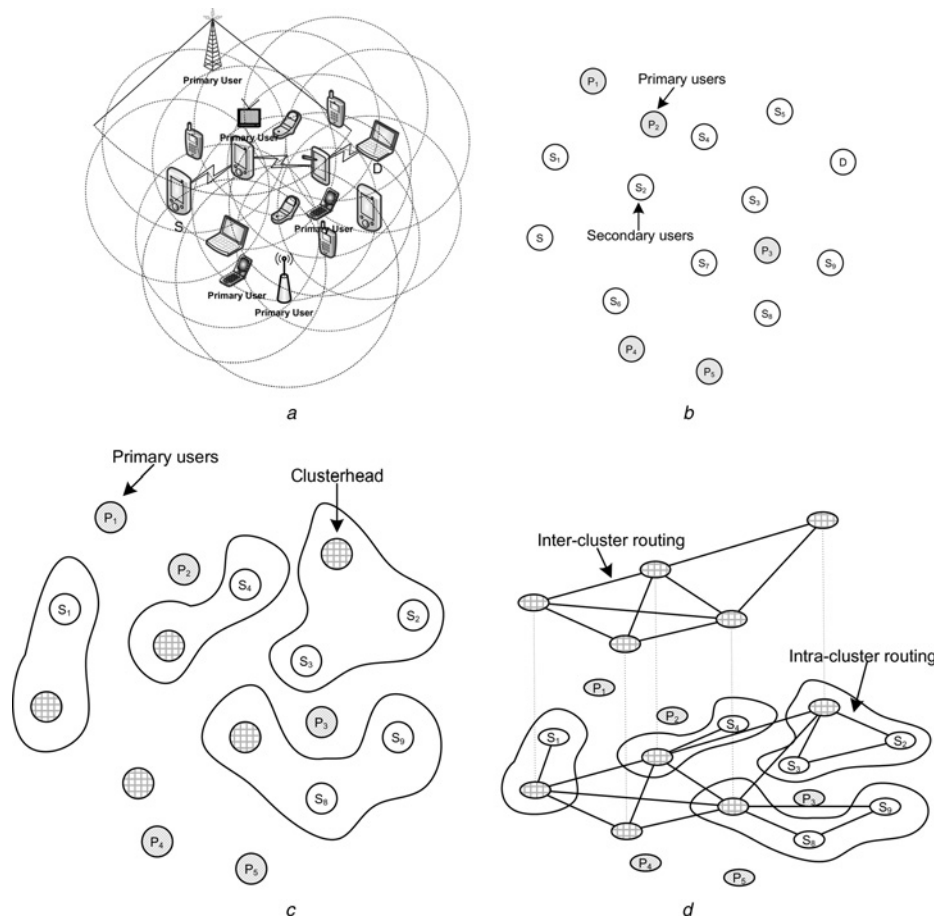 Primary User
Primary User
D
S
Primary User
Primary User
Primary User
a
P1
Primary users
P2
S4
S5
S1
D
S2
S3
S
Secondary users
P3
S7
S9
S6
S8
P4
P5
b
Primary users
P1
Clusterhead
P2
S4
S1
S2
S3
P3
S9
S8
P4
P5
c
Inter-cluster routing
Intra-cluster routing
P1
P2
S4
S1
S2
S3
P3
S9
S8
P4
P5
d